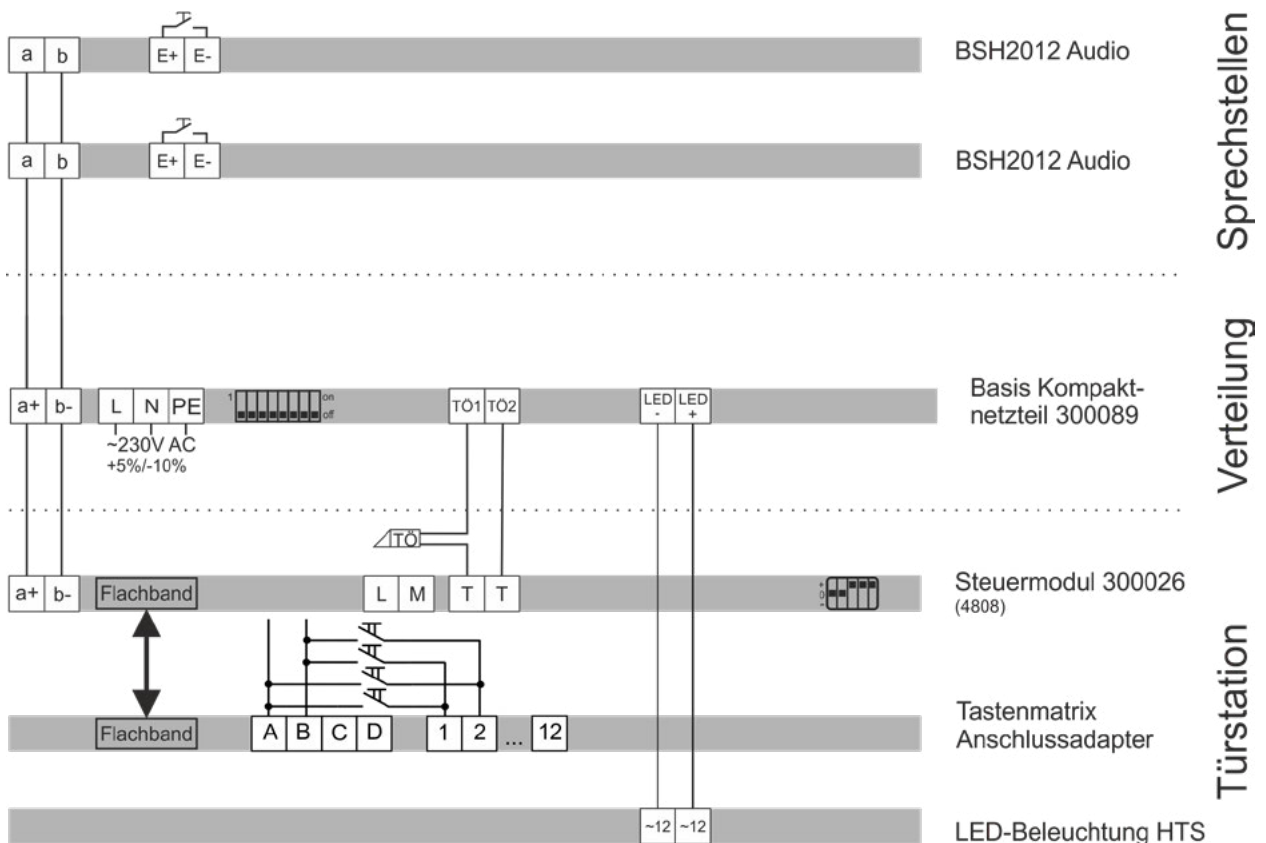 a b E+ E- BSH2012 Audio
a b E+ E- BSH2012 Audio
Sprechstellen
a+ b- L N PE 1 on off TÖ1 TÖ2 LED - LED + Basis Kompakt-
netzteil 300089
~230V AC
+5%/-10%
Verteilung
TÖ
a+ b- Flachband L M T T + 0 - Steuermodul 300026
(4808)
Flachband A B C D 1 2 ... 12 Tastenmatrix
Anschlussadapter
~12 ~12 LED-Beleuchtung HTS
Türstation